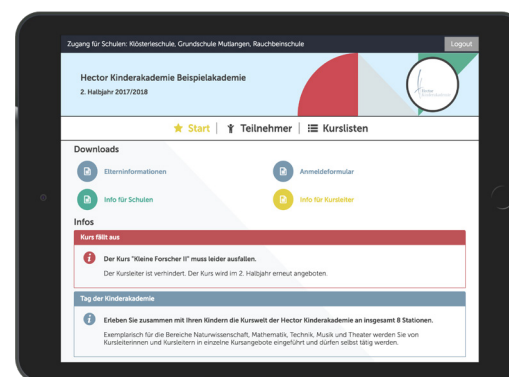 Zugang für Schulen: Klösterleschule, Grundschule Mutlangen, Rauchbeinschule
Logout
Hector Kinderakademie Beispielakademie
2. Halbjahr 2017/2018
Start | Teilnehmer | Kurslisten
Downloads
Elterninformationen
Anmeldeformular
Info für Schulen
Info für Kursleiter
Infos
Kurs fällt aus
Der Kurs "Kleine Forscher II" muss leider ausfallen.
Der Kursleiter ist verhindert. Der Kurs wird im 2. Halbjahr erneut angeboten.
Tag der Kinderakademie
Erleben Sie zusammen mit Ihren Kindern die Kurswelt der Hector Kinderakademie an insgesamt 8 Stationen.
Exemplarisch für die Bereiche Naturwissenschaft, Mathematik, Technik, Musik und Theater werden Sie von
Kursleiterinnen und Kursleitern in einzelne Kursangebote eingeführt und dürfen selbst tätig werden.